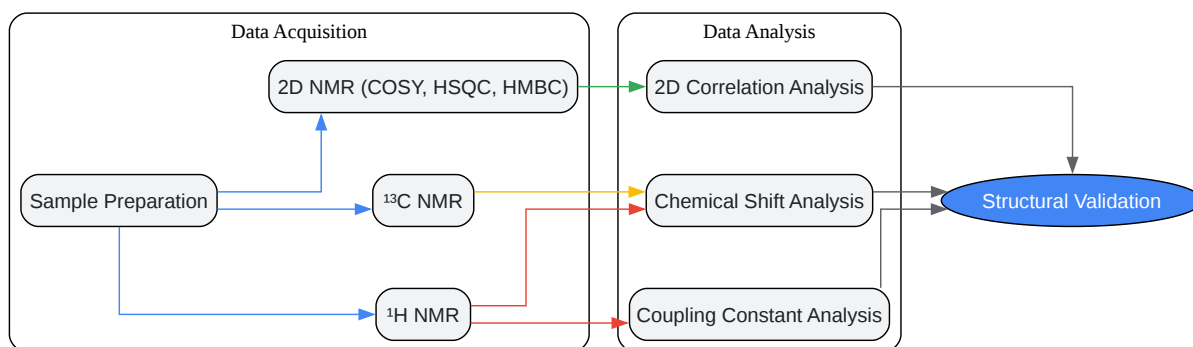 Data Acquisition
Data Analysis
2D NMR (COSY, HSQC, HMBC)
2D Correlation Analysis
Sample Preparation
¹³C NMR
Chemical Shift Analysis
Structural Validation
¹H NMR
Coupling Constant Analysis